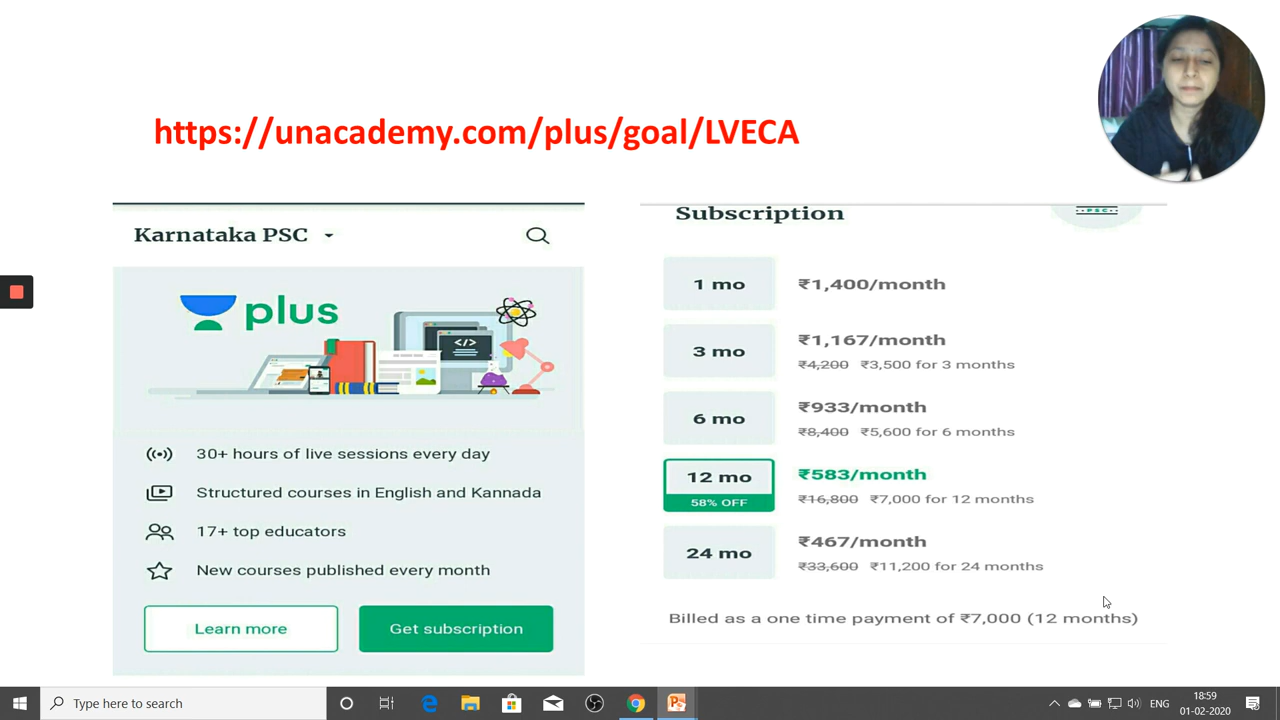 https://unacademy.com/plus/goal/LVECA
Karnataka PSC
plus
</>
30+ hours of live sessions every day
Structured courses in English and Kannada
17+ top educators
New courses published every month
Learn more
Get subscription
Subscription
PSC
1 mo
₹1,400/month
3 mo
₹1,167/month
₹4,200 ₹3,500 for 3 months
6 mo
₹933/month
₹8,400 ₹5,600 for 6 months
12 mo
58% OFF
₹583/month
₹16,800 ₹7,000 for 12 months
24 mo
₹467/month
₹33,600 ₹11,200 for 24 months
Billed as a one time payment of ₹7,000 (12 months)
Type here to search
ENG
18:59
01-02-2020